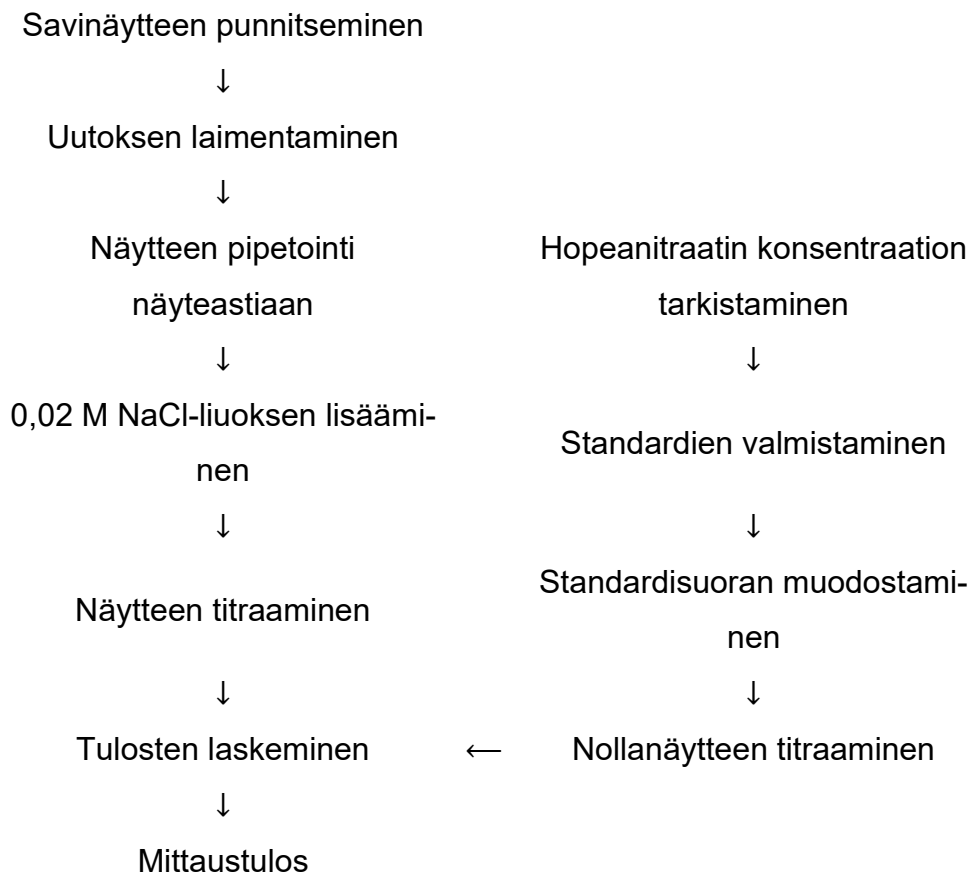 Savinäytteen punnitseminen
↓
Uutoksen laimentaminen
↓
Näytteen pipetointi
näyteastiaan
↓
0,02 M NaCl-liuoksen lisäämi-
nen
↓
Näytteen titraaminen
↓
Tulosten laskeminen
↓
Mittaustulos
Hopeanitraatin konsentraation
tarkistaminen
↓
Standardien valmistaminen
↓
Standardisuoran muodostami-
nen
↓
Nollanäytteen titraaminen
←